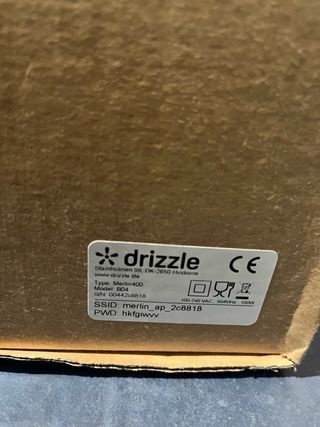 drizzle
Stamholmen 99, DK-2650 Hvidovre
www.drizzle.life
Type: Merlin400
Model: B04
S/N: 00442c8818
CE
100-240 VAC 50/60Hz 100W
SSID: merlin_ap_2c8818
PWD: hkfgiwvv